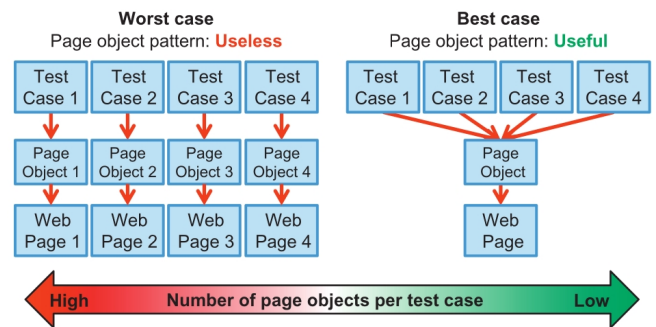 Worst case
Page object pattern: Useless
Test Case 1
Test Case 2
Test Case 3
Test Case 4
Page Object 1
Page Object 2
Page Object 3
Page Object 4
Web Page 1
Web Page 2
Web Page 3
Web Page 4
Best case
Page object pattern: Useful
Test Case 1
Test Case 2
Test Case 3
Test Case 4
Page Object
Web Page
High
Number of page objects per test case
Low